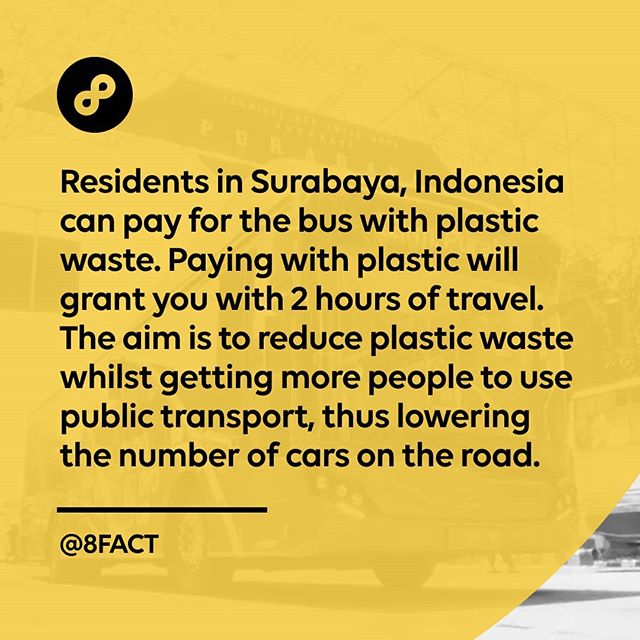 Residents in Surabaya, Indonesia
can pay for the bus with plastic
waste. Paying with plastic will
grant you with 2 hours of travel.
The aim is to reduce plastic waste
whilst getting more people to use
public transport, thus lowering
the number of cars on the road.
@8FACT